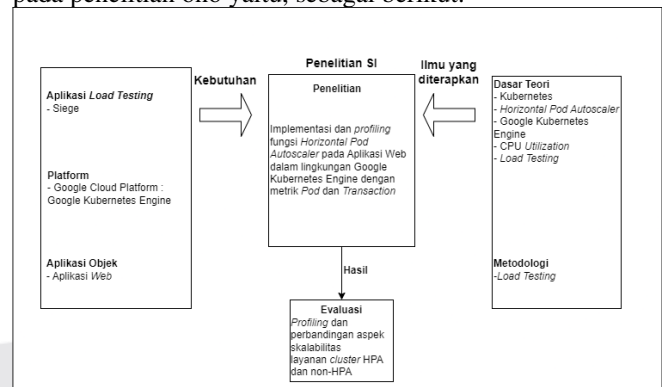 pada penelitian
yaitu, sebagai berikut:
Aplikasi Load Testing
- Siege
Platform
- Google Cloud Platform :
Google Kubernetes Engine
Aplikasi Objek
- Aplikasi Web
Kebutuhan
Penelitian SI
Penelitian
Implementasi dan profiling
fungsi Horizontal Pod
Autoscaler pada Aplikasi Web
dalam lingkungan Google
Kubernetes Engine dengan
metrik Pod dan Transaction
Ilmu yang
diterapkan
Dasar Teori
- Kubernetes
- Horizontal Pod Autoscaler
- Google Kubernetes
Engine
- CPU Utilization
- Load Testing
Metodologi
-Load Testing
Hasil
Evaluasi
Profiling dan
perbandingan aspek
skalabilitas
layanan cluster HPA
dan non-HPA